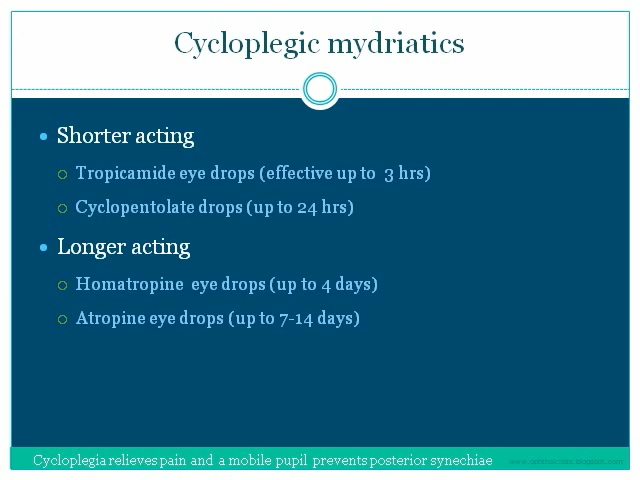 Cycloplegic mydriatics
Shorter acting
Tropicamide eye drops (effective up to 3 hrs)
Cyclopentolate drops (up to 24 hrs)
Longer acting
Homatropine eye drops (up to 4 days)
Atropine eye drops (up to 7-14 days)
Cycloplegia relieves pain and a mobile pupil prevents posterior synechiae